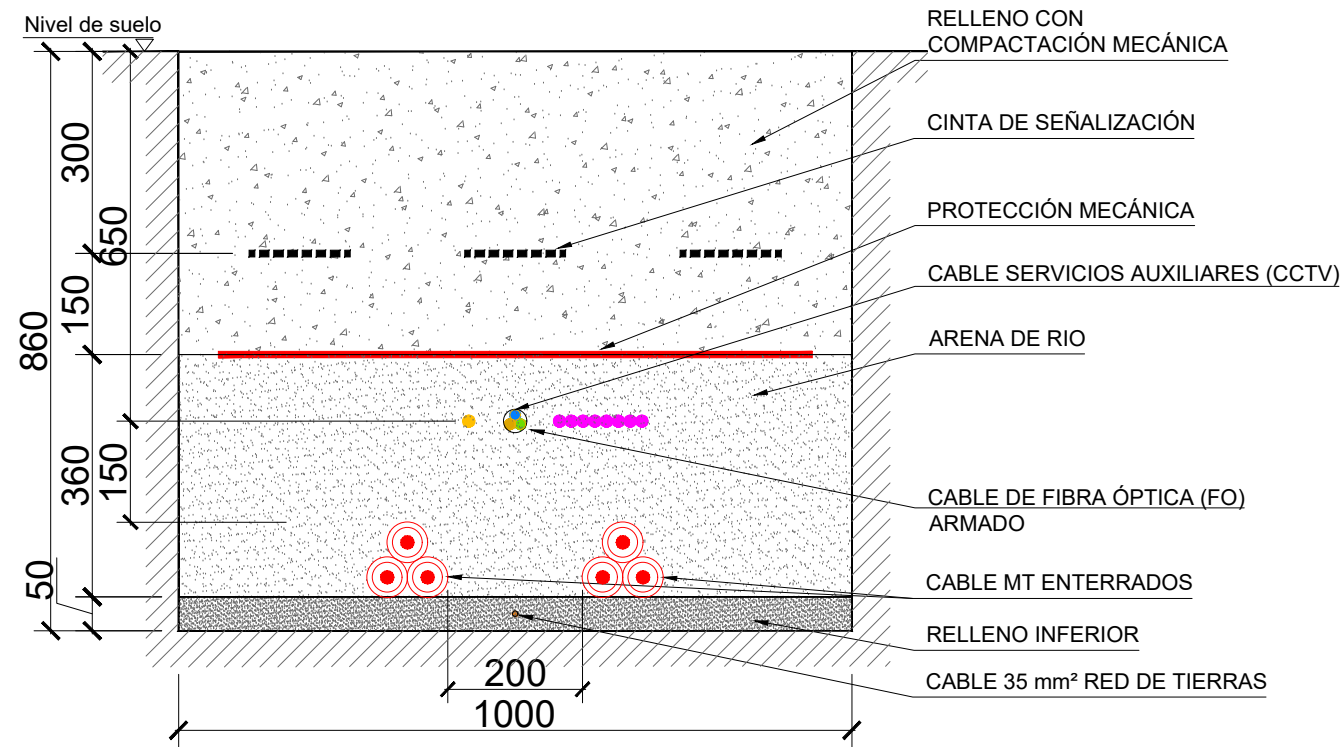 Nivel de suelo
RELLENO CON
COMPACTACIÓN MECÁNICA
CINTA DE SEÑALIZACIÓN
PROTECCIÓN MECÁNICA
CABLE SERVICIOS AUXILIARES (CCTV)
ARENA DE RIO
CABLE DE FIBRA ÓPTICA (FO)
ARMADO
CABLE MT ENTERRADOS
RELLENO INFERIOR
CABLE 35 mm² RED DE TIERRAS
300
650
150
860
360
150
50
200
1000